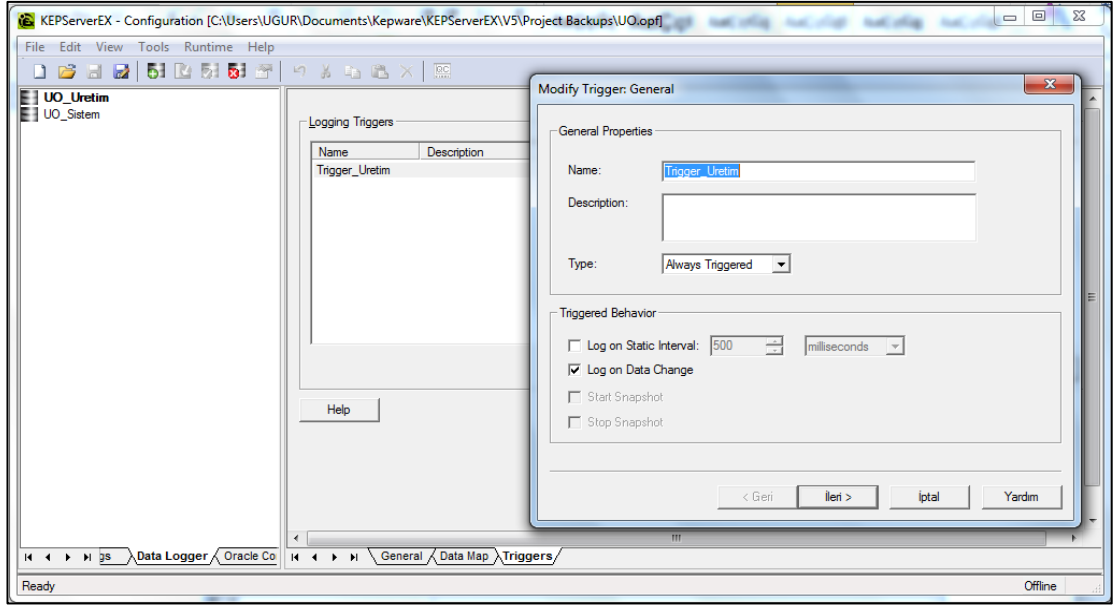 KEPServerEX - Configuration [C:\Users\UGUR\Documents\Kepware\KEPServerEX\V5\Project Backups\UO.opf]
File Edit View Tools Runtime Help
UO_Uretim
UO_Sistem
Logging Triggers
Name Description
Trigger_Uretim
Help
Modify Trigger: General
General Properties
Name: Trigger_Uretim
Description:
Type: Always Triggered
Triggered Behavior
Log on Static Interval: 500 milliseconds
Log on Data Change
Start Snapshot
Stop Snapshot
< Geri İleri > İptal Yardım
gs Data Logger Oracle Co General Data Map Triggers
Ready Offline